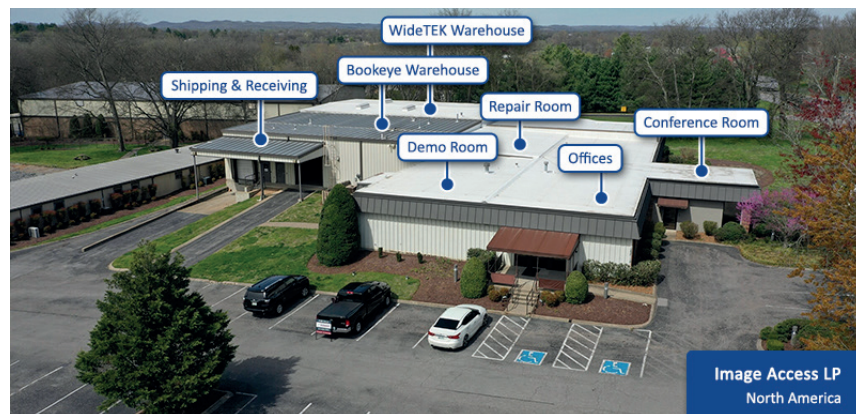 WideTEK Warehouse
Bookeye Warehouse
Shipping & Receiving
Repair Room
Conference Room
Demo Room
Offices
Image Access LP
North America